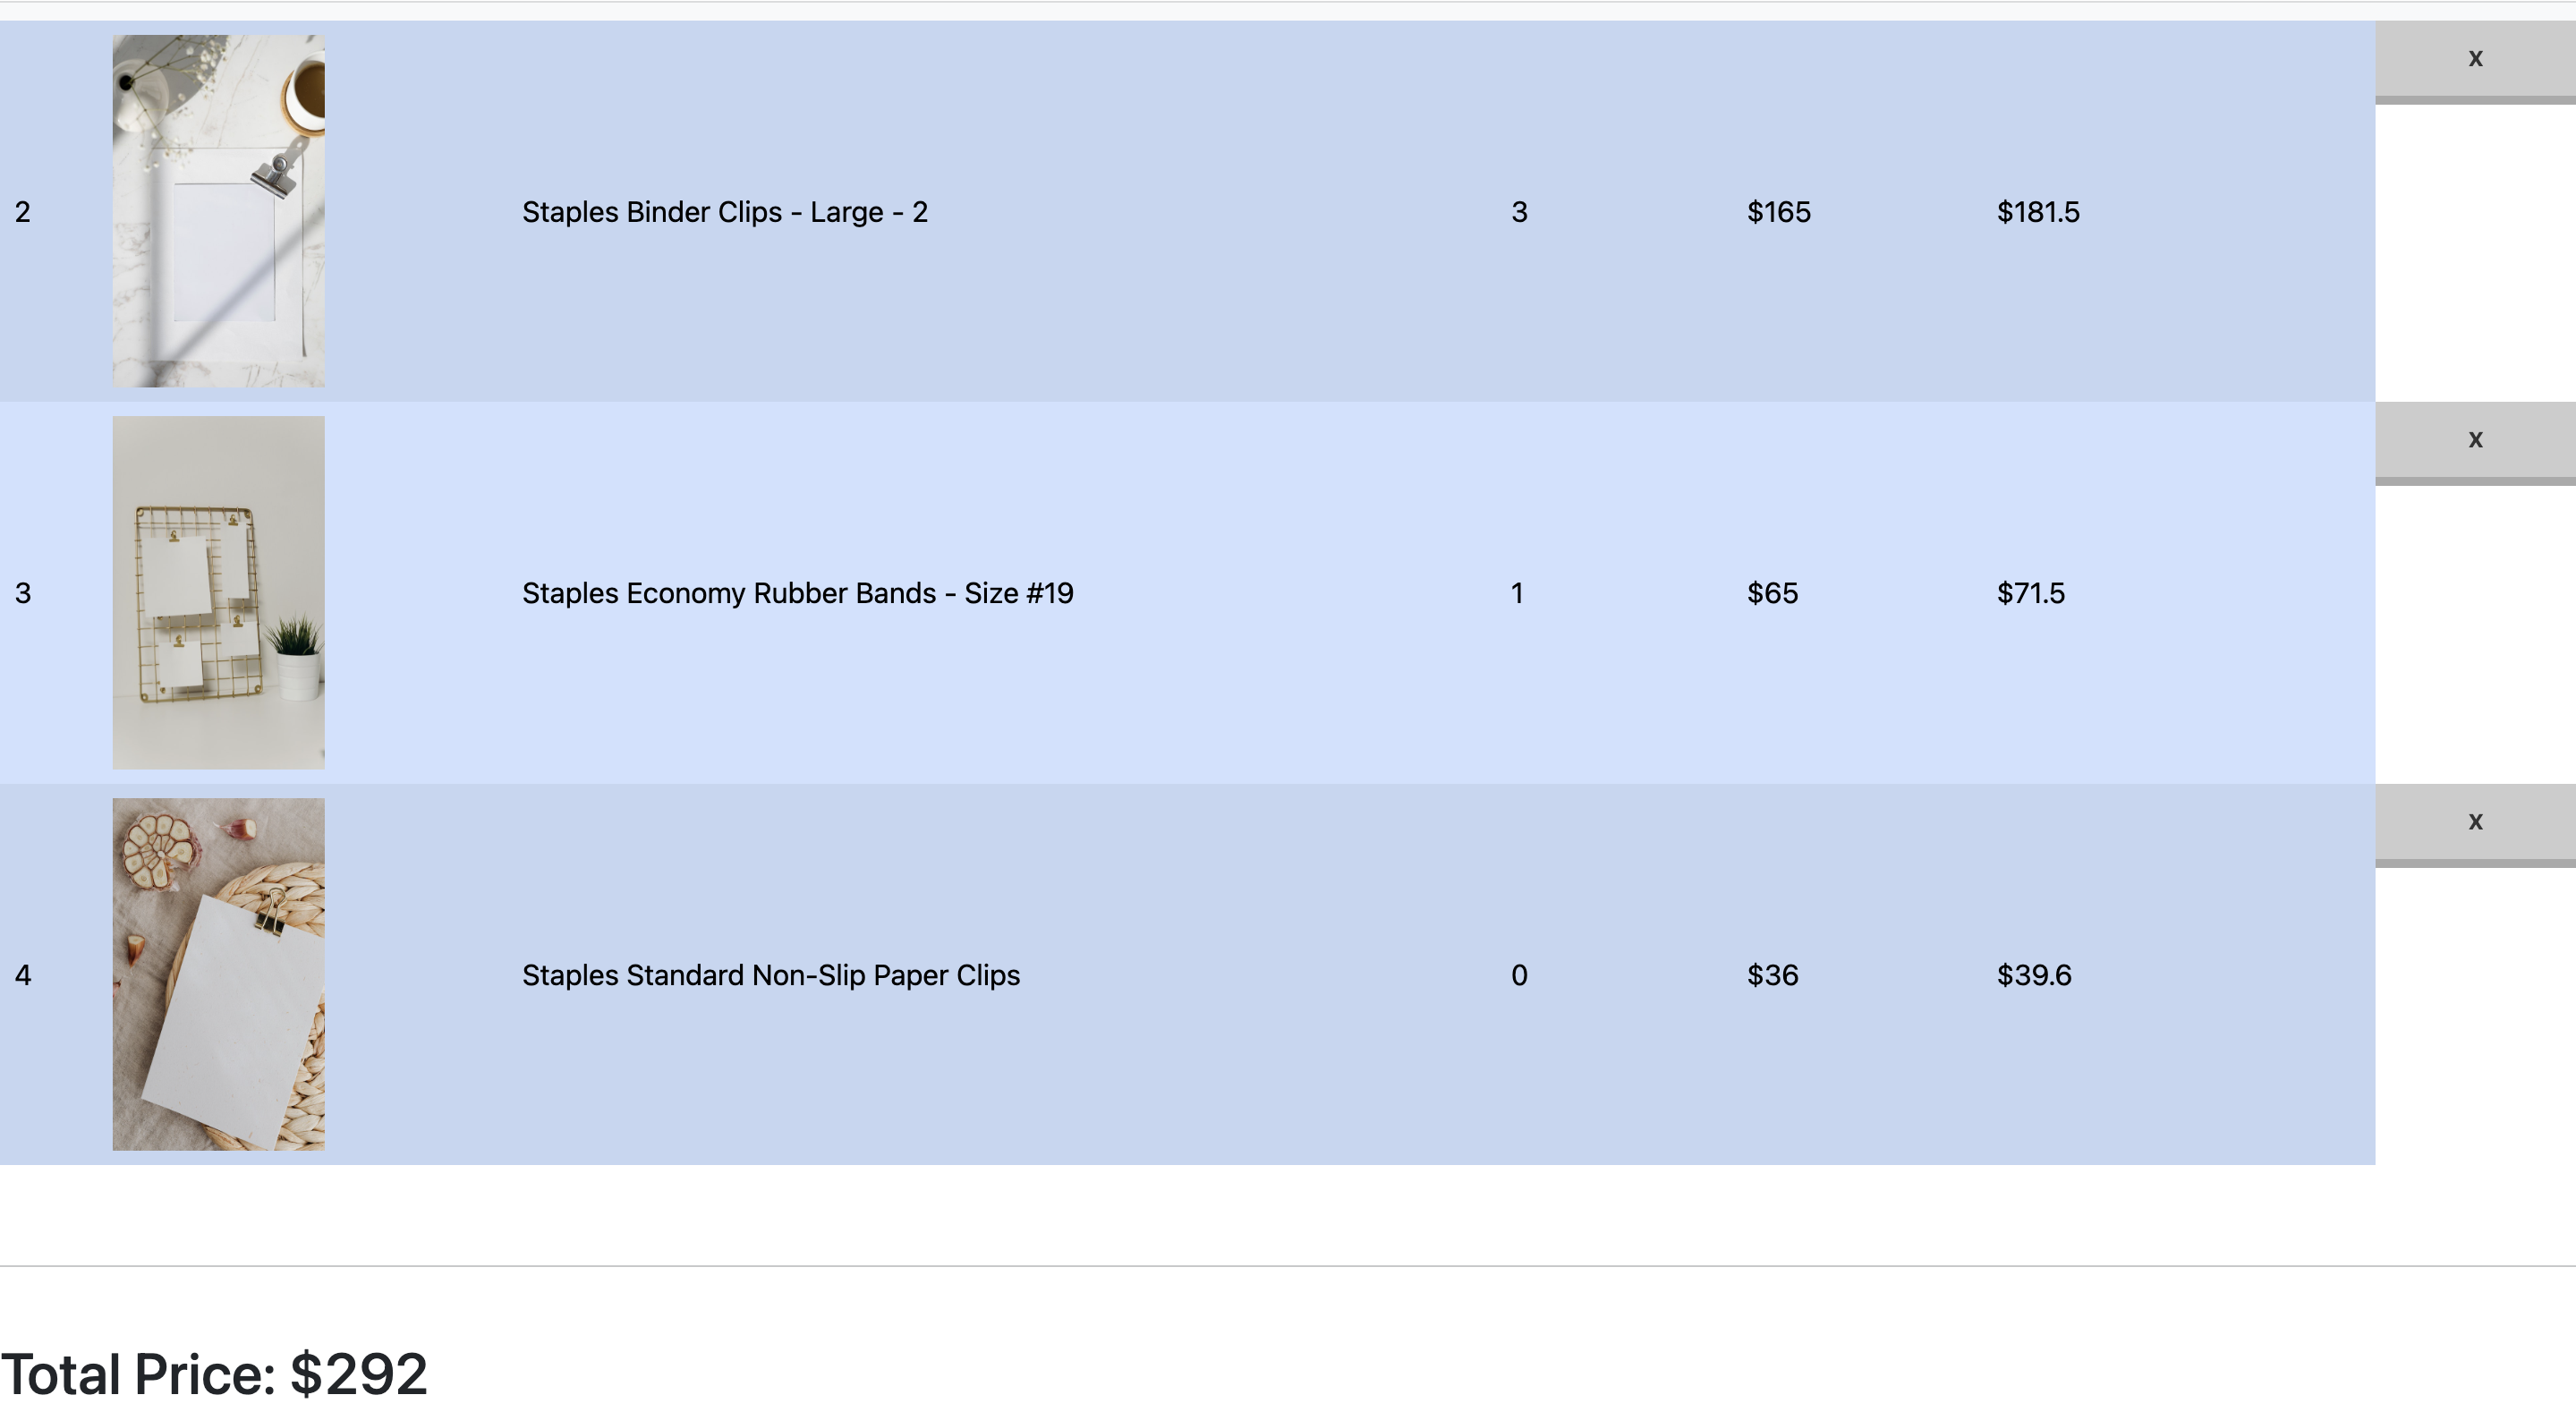 x
2 Staples Binder Clips - Large - 2 3 $165 $181.5
x
3 Staples Economy Rubber Bands - Size #19 1 $65 $71.5
x
4 Staples Standard Non-Slip Paper Clips 0 $36 $39.6
Total Price: $292